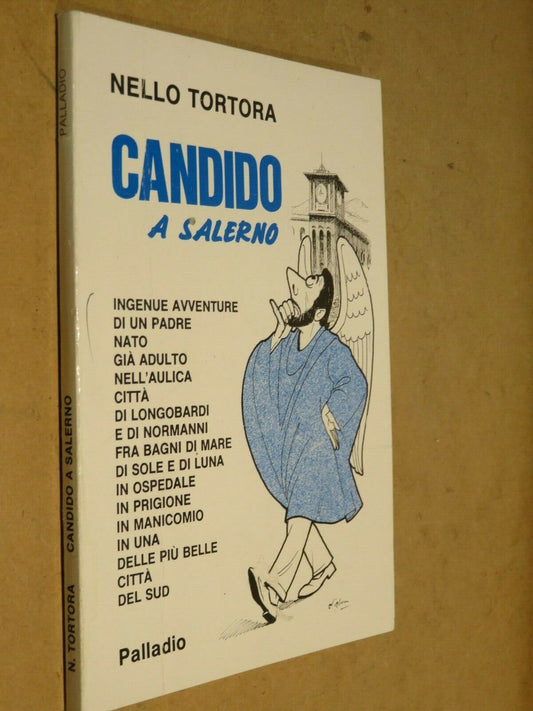 NELLO TORTORA
CANDIDO
A SALERNO
INGENUE AVVENTURE
DI UN PADRE
NATO
GIÀ ADULTO
NELL'AULICA
CITTÀ
DI LONGOBARDI
E DI NORMANNI
FRA BAGNI DI MARE
DI SOLE E DI LUNA
IN OSPEDALE
IN PRIGIONE
IN MANICOMIO
IN UNA
DELLE PIÙ BELLE
CITTÀ
DEL SUD
Palladio
N. TORTORA CANDIDO A SALERNO PALLADIO